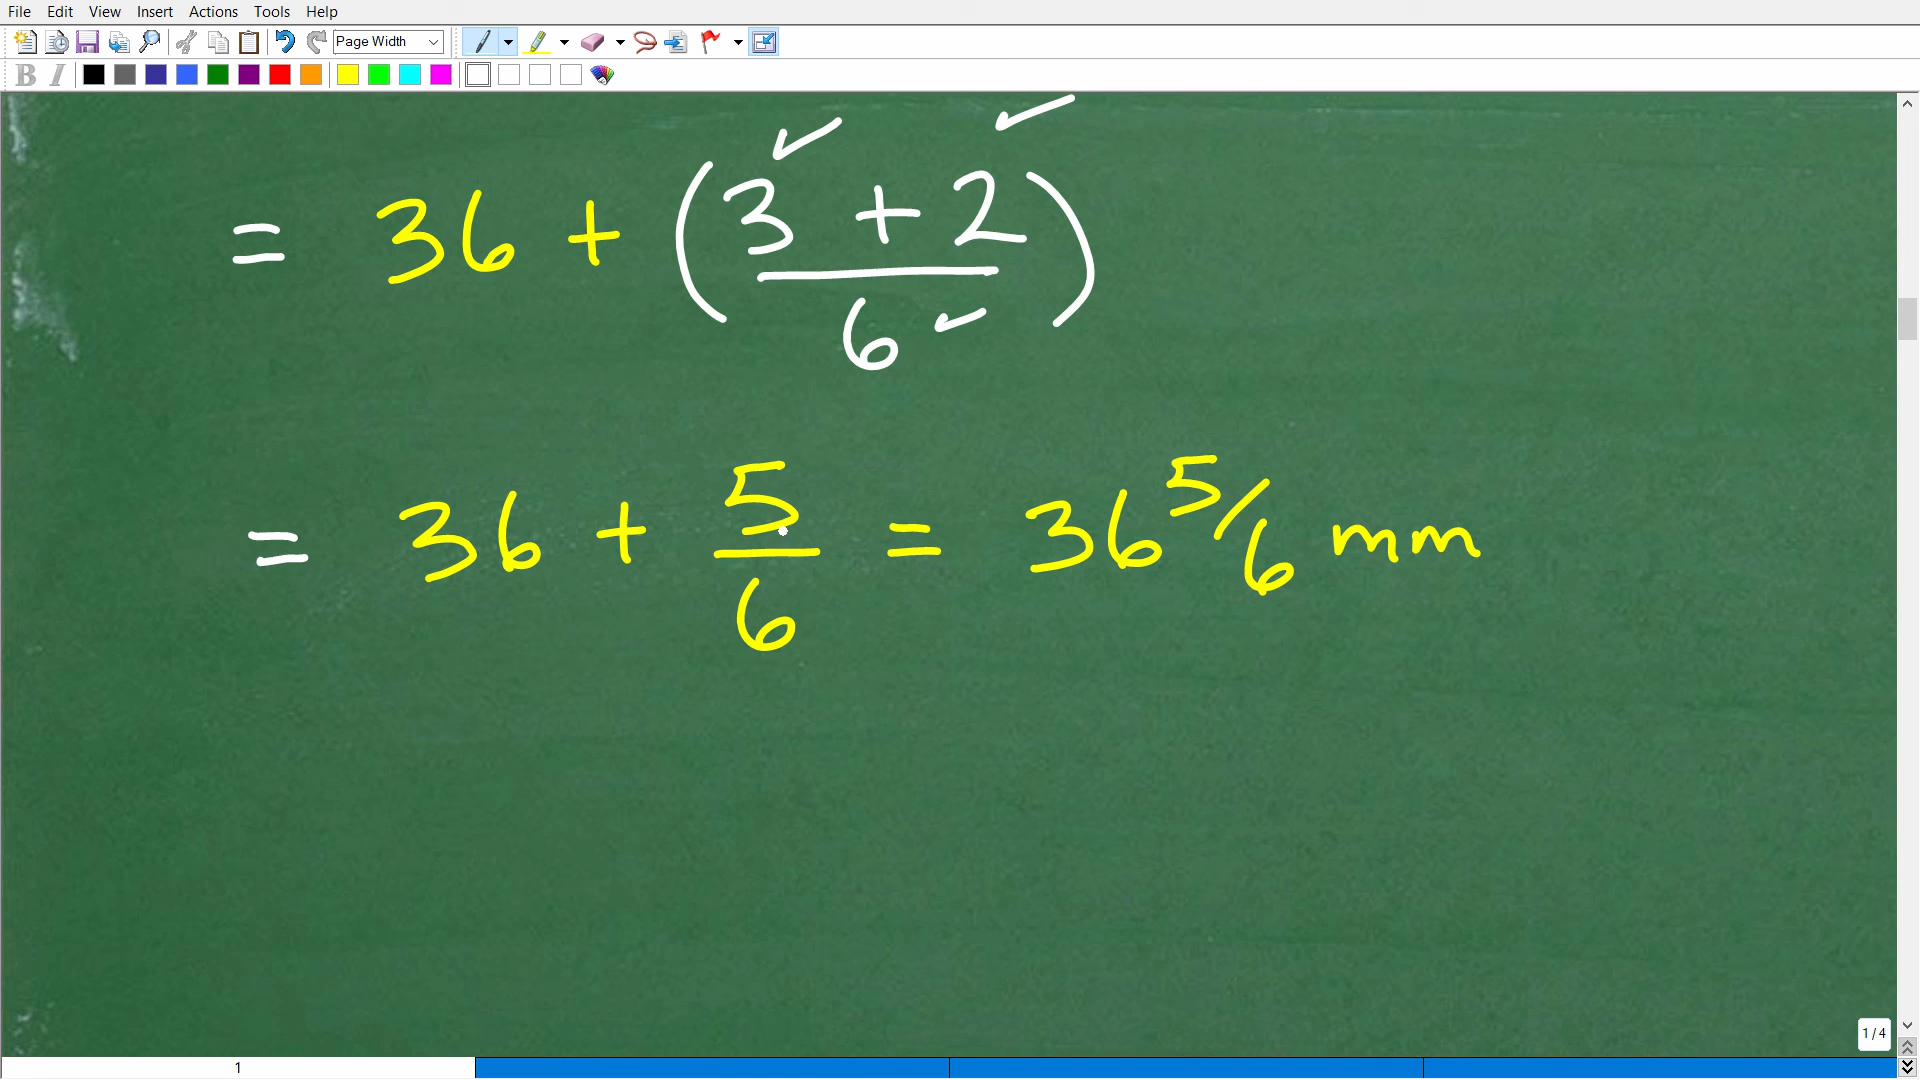 File Edit View Insert Actions Tools Help
Page Width
B I
= 36 + (3 + 2)
6
= 36 + 5/6 = 36 5/6 mm
1 / 4
1